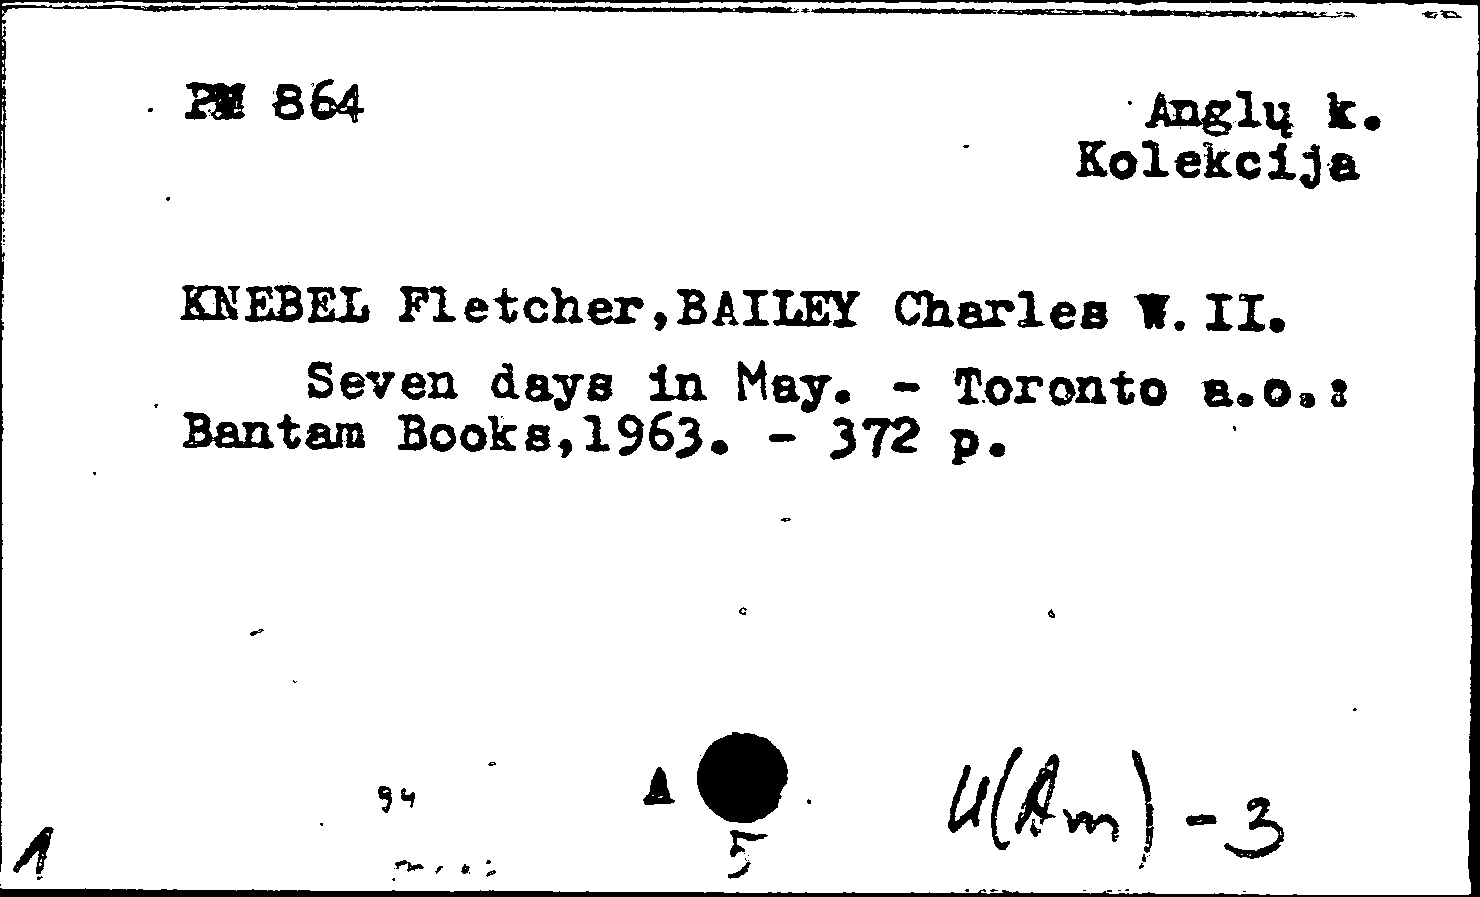 PM 864
Anglų k.
Kolekcija
KNEBEL Fletcher,BAILEY Charles W.II.
Seven days in May. - Toronto a.o.:
Bantam Books,1963. - 372 p.
94
5
И(Am) - 3
1